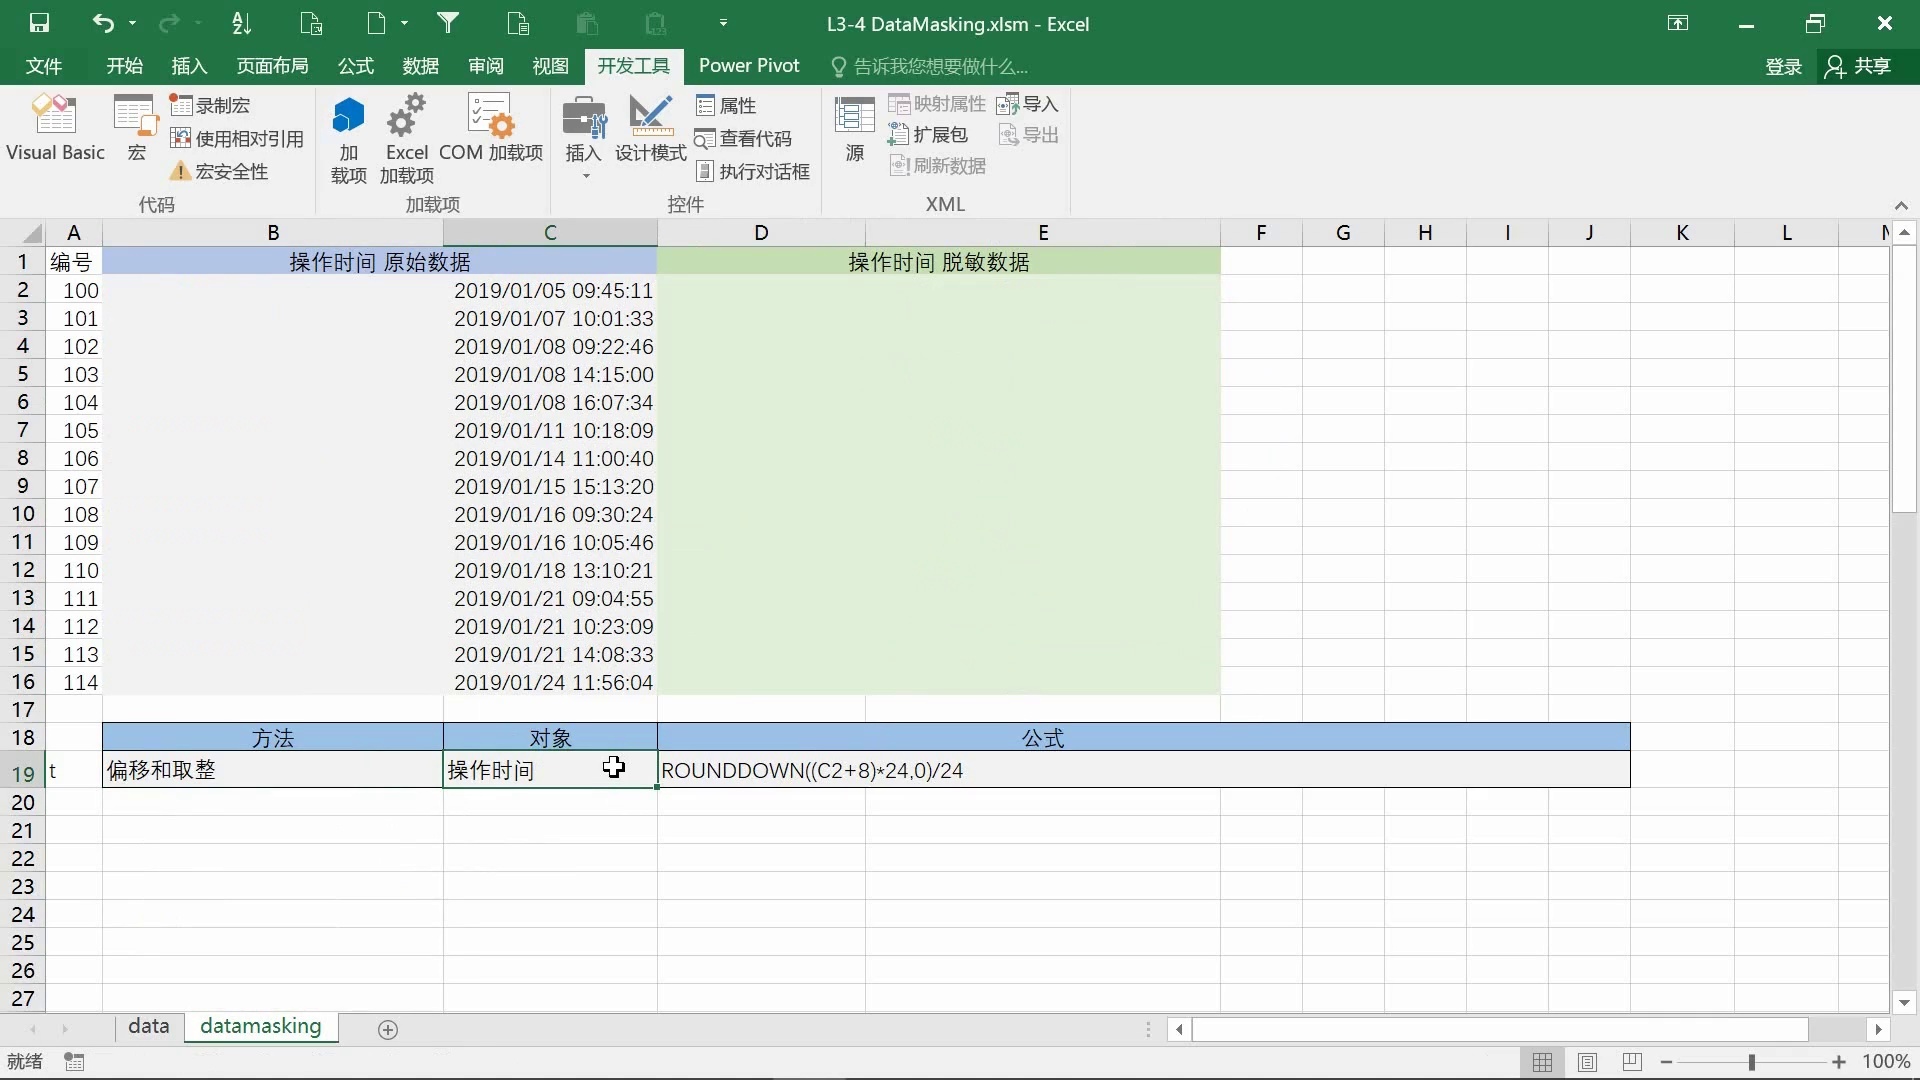 L3-4 DataMasking.xlsm - Excel
文件 开始 插入 页面布局 公式 数据 审阅 视图 开发工具 Power Pivot 告诉我您想要做什么... 登录 共享
Visual Basic
宏
录制宏
使用相对引用
宏安全性
代码
加
载项
Excel
加载项
COM 加载项
加载项
插入
设计模式
属性
查看代码
执行对话框
控件
源
映射属性
扩展包
刷新数据
导入
导出
XML
A B C D E F G H I J K L
1 编号 操作时间 原始数据 操作时间 脱敏数据
2 100 2019/01/05 09:45:11
3 101 2019/01/07 10:01:33
4 102 2019/01/08 09:22:46
5 103 2019/01/08 14:15:00
6 104 2019/01/08 16:07:34
7 105 2019/01/11 10:18:09
8 106 2019/01/14 11:00:40
9 107 2019/01/15 15:13:20
10 108 2019/01/16 09:30:24
11 109 2019/01/16 10:05:46
12 110 2019/01/18 13:10:21
13 111 2019/01/21 09:04:55
14 112 2019/01/21 10:23:09
15 113 2019/01/21 14:08:33
16 114 2019/01/24 11:56:04
17
18 方法 对象 公式
19 t 偏移和取整 操作时间 ROUNDDOWN((C2+8)*24,0)/24
20
21
22
23
24
25
26
27
data datamasking
就绪 100%